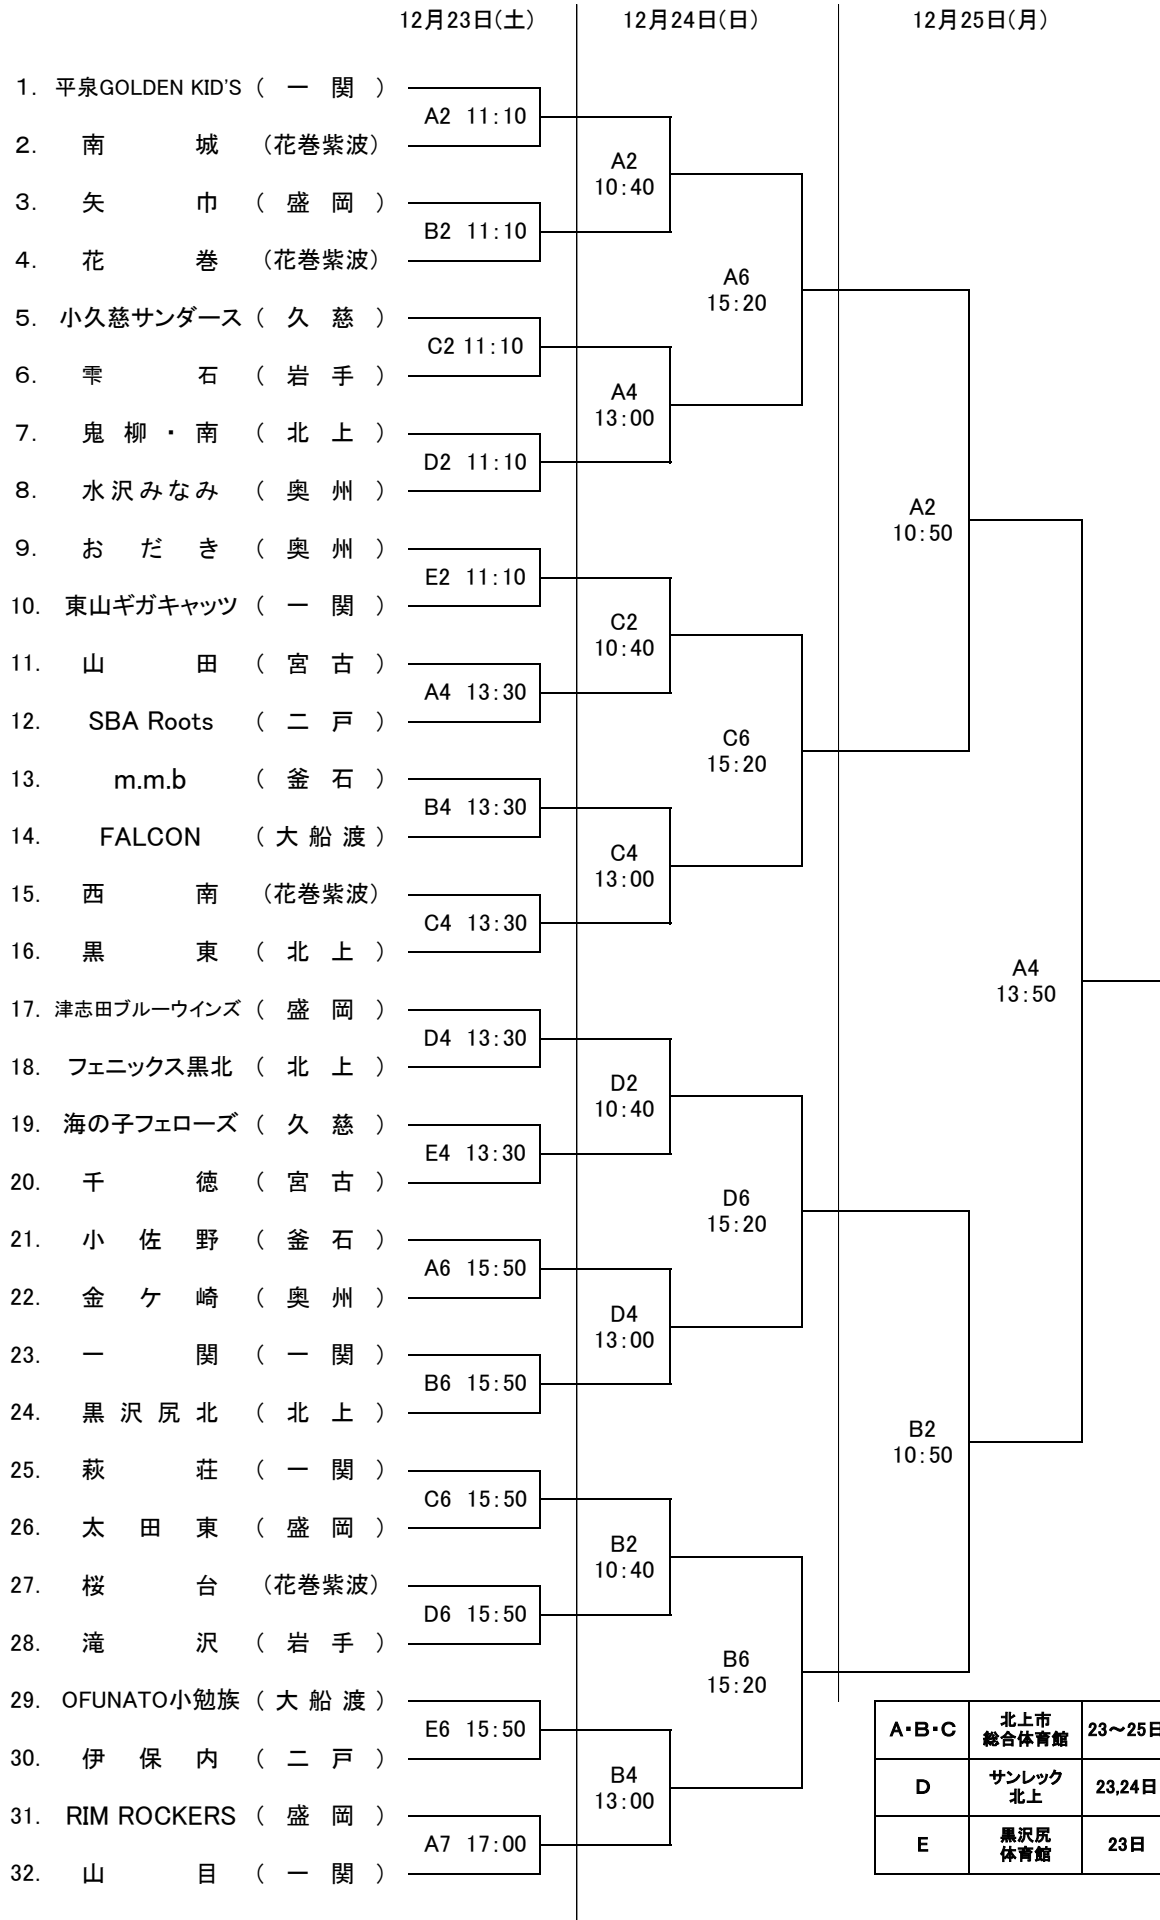 12月23日(土) 12月24日(日) 12月25日(月)
1. 平泉GOLDEN KID'S ( 一 関 )
A2 11:10
2. 南 城 (花巻紫波)
A2
10:40
3. 矢 巾 ( 盛 岡 )
B2 11:10
4. 花 巻 (花巻紫波)
A6
15:20
5. 小久慈サンダース ( 久 慈 )
C2 11:10
6. 雫 石 ( 岩 手 )
A4
13:00
7. 鬼 柳 ・ 南 ( 北 上 )
D2 11:10
8. 水沢みなみ ( 奥 州 )
A2
10:50
9. お だ き ( 奥 州 )
E2 11:10
10. 東山ギガキャッツ ( 一 関 )
C2
10:40
11. 山 田 ( 宮 古 )
A4 13:30
12. SBA Roots ( 二 戸 )
C6
15:20
13. m.m.b ( 釜 石 )
B4 13:30
14. FALCON ( 大 船 渡 )
C4
13:00
15. 西 南 (花巻紫波)
C4 13:30
16. 黒 東 ( 北 上 )
A4
13:50
17. 津志田ブルーウインズ ( 盛 岡 )
D4 13:30
18. フェニックス黒北 ( 北 上 )
D2
10:40
19. 海の子フェローズ ( 久 慈 )
E4 13:30
20. 千 徳 ( 宮 古 )
D6
15:20
21. 小 佐 野 ( 釜 石 )
A6 15:50
22. 金 ケ 崎 ( 奥 州 )
D4
13:00
23. 一 関 ( 一 関 )
B6 15:50
24. 黒 沢 尻 北 ( 北 上 )
B2
10:50
25. 萩 荘 ( 一 関 )
C6 15:50
26. 太 田 東 ( 盛 岡 )
B2
10:40
27. 桜 台 (花巻紫波)
D6 15:50
28. 滝 沢 ( 岩 手 )
B6
15:20
29. OFUNATO小勉族 ( 大 船 渡 )
E6 15:50
30. 伊 保 内 ( 二 戸 )
B4
13:00
31. RIM ROCKERS ( 盛 岡 )
A7 17:00
32. 山 目 ( 一 関 )
A・B・C 北上市 総合体育館 23～25日
D サンレック 北上 23,24日
E 黒沢尻 体育館 23日